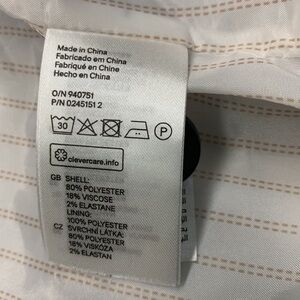 Made in China
Fabricado em China
Fabriqué en Chine
Hecho en China
O/N 940751
P/N 0245151 2
30
P
clevercare.info
GB SHELL:
80% POLYESTER
18% VISCOSE
2% ELASTANE
LINING:
100% POLYESTER
CZ SVRCHNÍ LÁTKA:
80% POLYESTER
18% VISKÓZA
2% ELASTAN